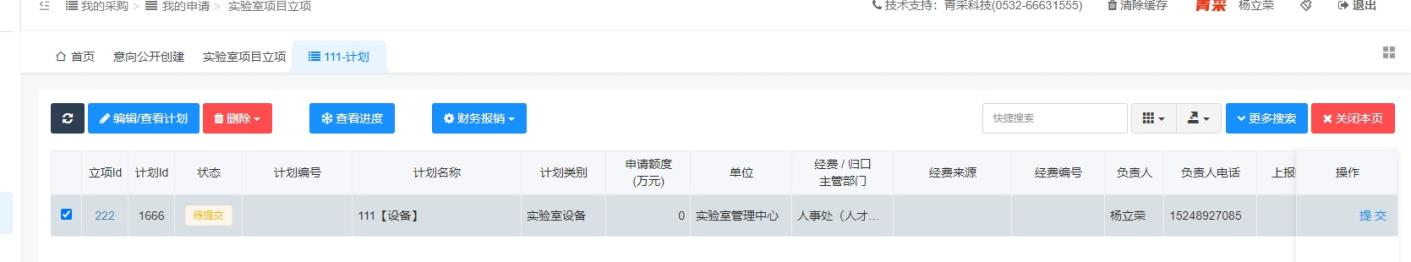 我的采购 > 我的申请 > 实验室项目立项
技术支持：青采科技(0532-66631555) 清除缓存 青采 杨立荣 退出
首页 意向公开创建 实验室项目立项 111-计划
编辑/查看计划 删除 查看进度 财务报销 快捷搜索 更多搜索 关闭本页
立项Id 计划Id 状态 计划编号 计划名称 计划类别 申请额度 单位 经费 / 归口 经费来源 经费编号 负责人 负责人电话 上报 操作
(万元) 主管部门
222 1666 待提交 111【设备】 实验室设备 0 实验室管理中心 人事处（人才... 杨立荣 15248927085 提 交